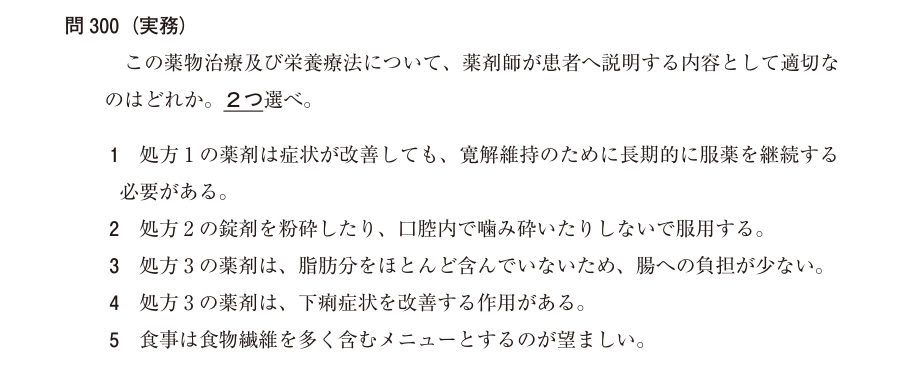 問 300（実務）
この薬物治療及び栄養療法について、薬剤師が患者へ説明する内容として適切な
のはどれか。２つ選べ。
1 処方１の薬剤は症状が改善しても、寛解維持のために長期的に服薬を継続する
必要がある。
2 処方２の錠剤を粉砕したり、口腔内で噛み砕いたりしないで服用する。
3 処方３の薬剤は、脂肪分をほとんど含んでいないため、腸への負担が少ない。
4 処方３の薬剤は、下痢症状を改善する作用がある。
5 食事は食物繊維を多く含むメニューとするのが望ましい。